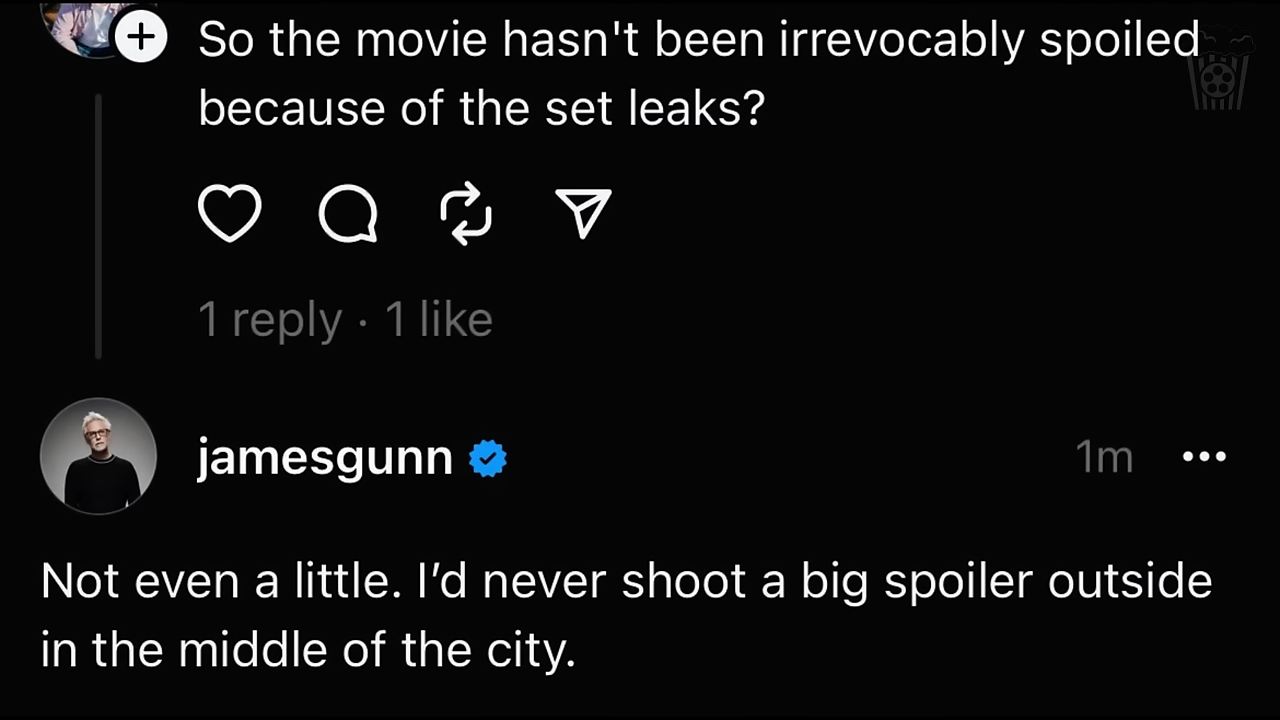 So the movie hasn't been irrevocably spoiled
because of the set leaks?
1 reply · 1 like
jamesgunn
1m
Not even a little. I’d never shoot a big spoiler outside
in the middle of the city.